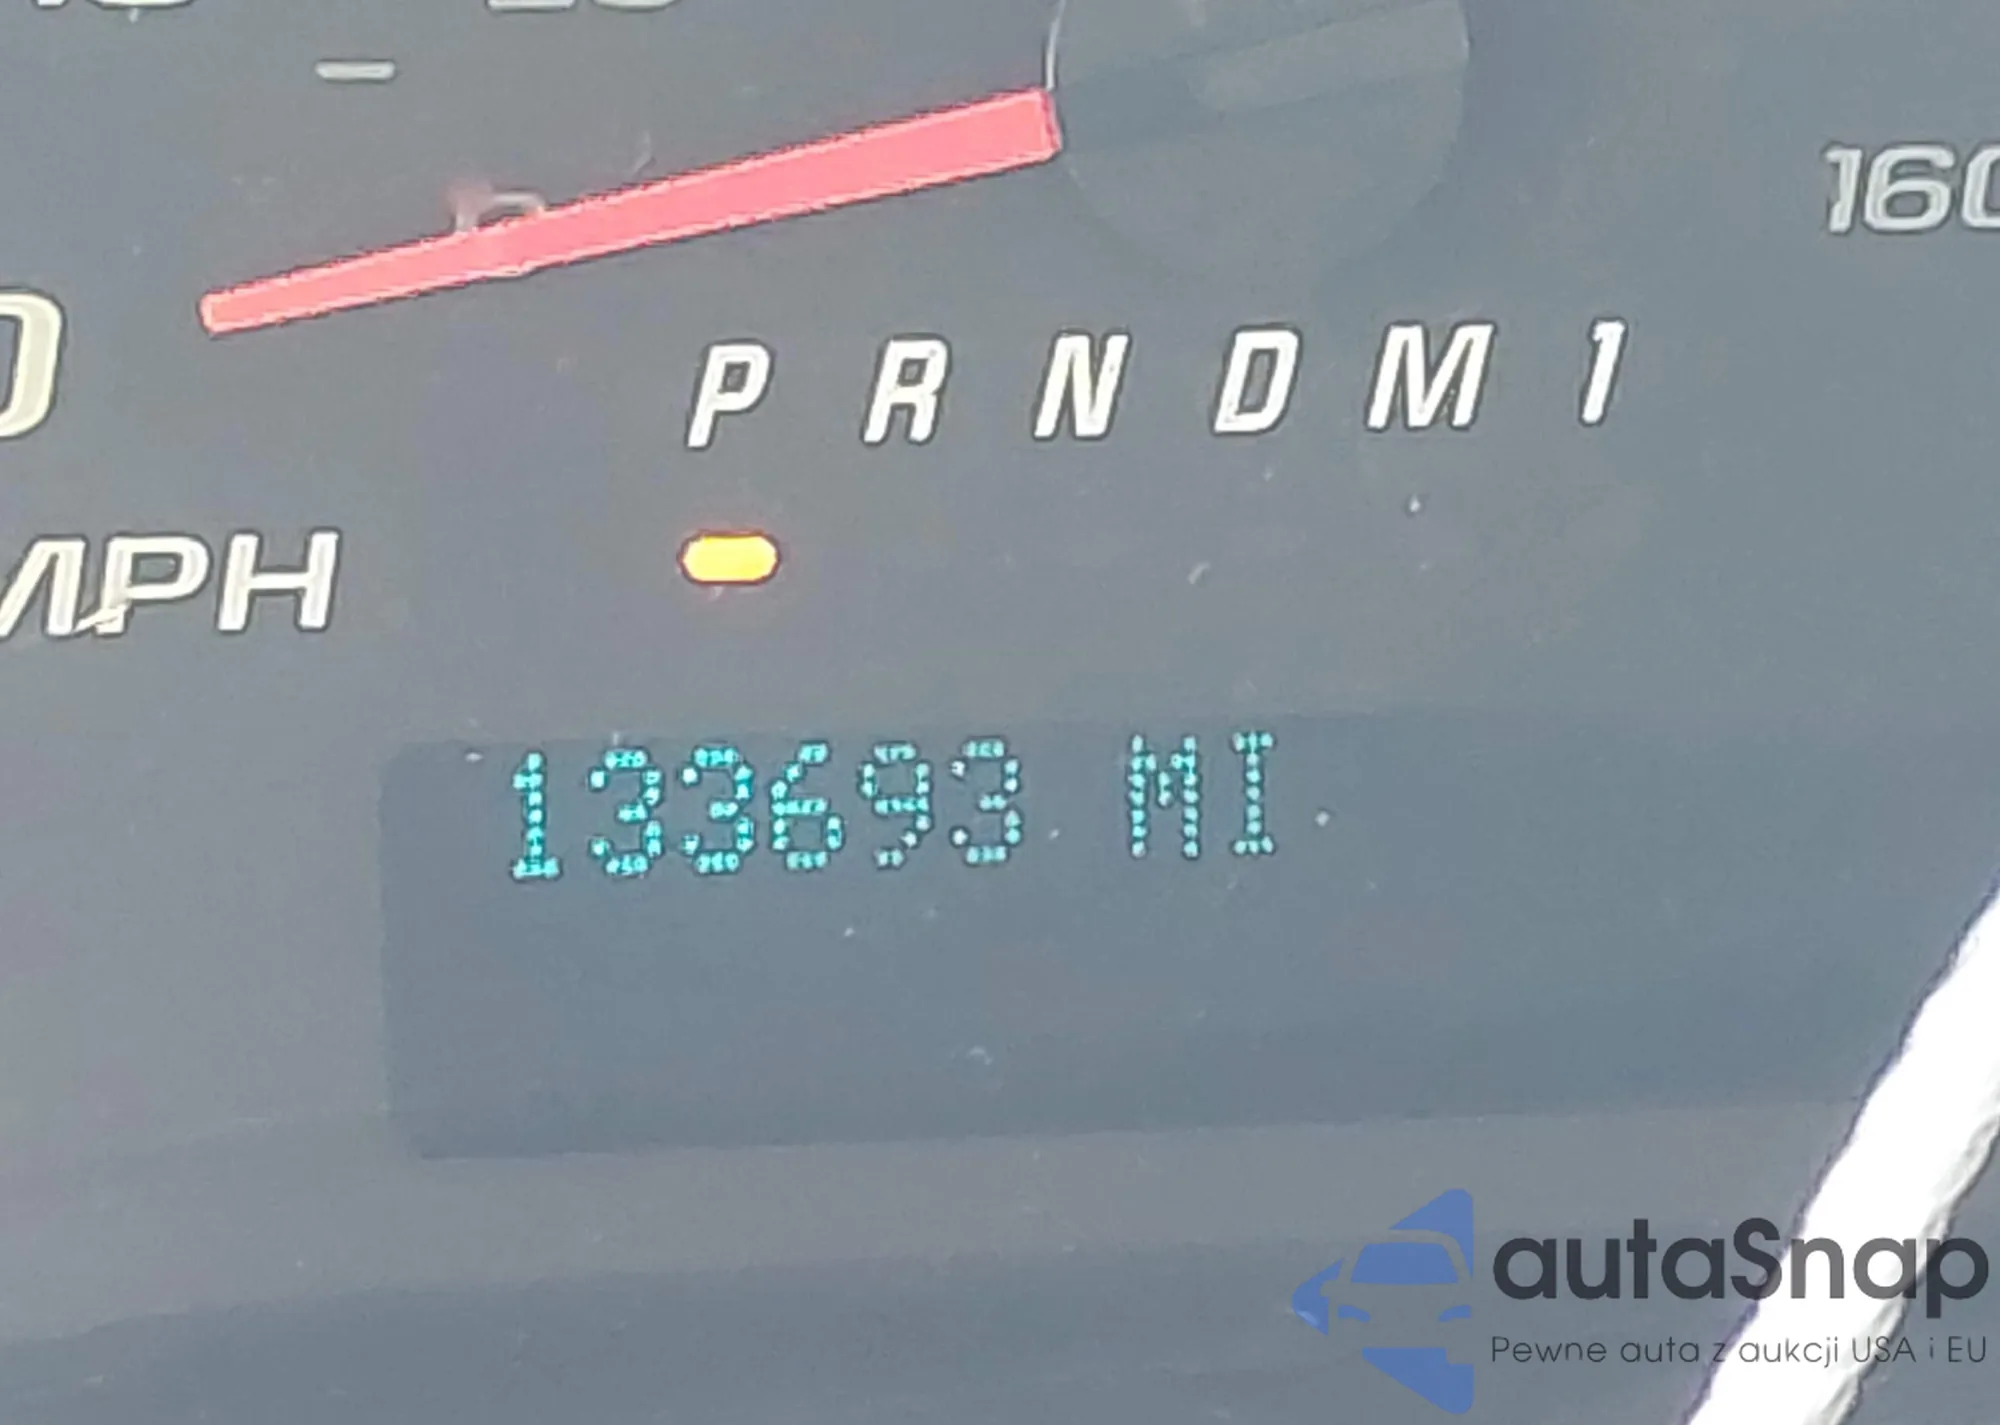 160
P R N D M 1
MPH
133693 MI
autaSnap
Pewne auta z aukcji USA i EU